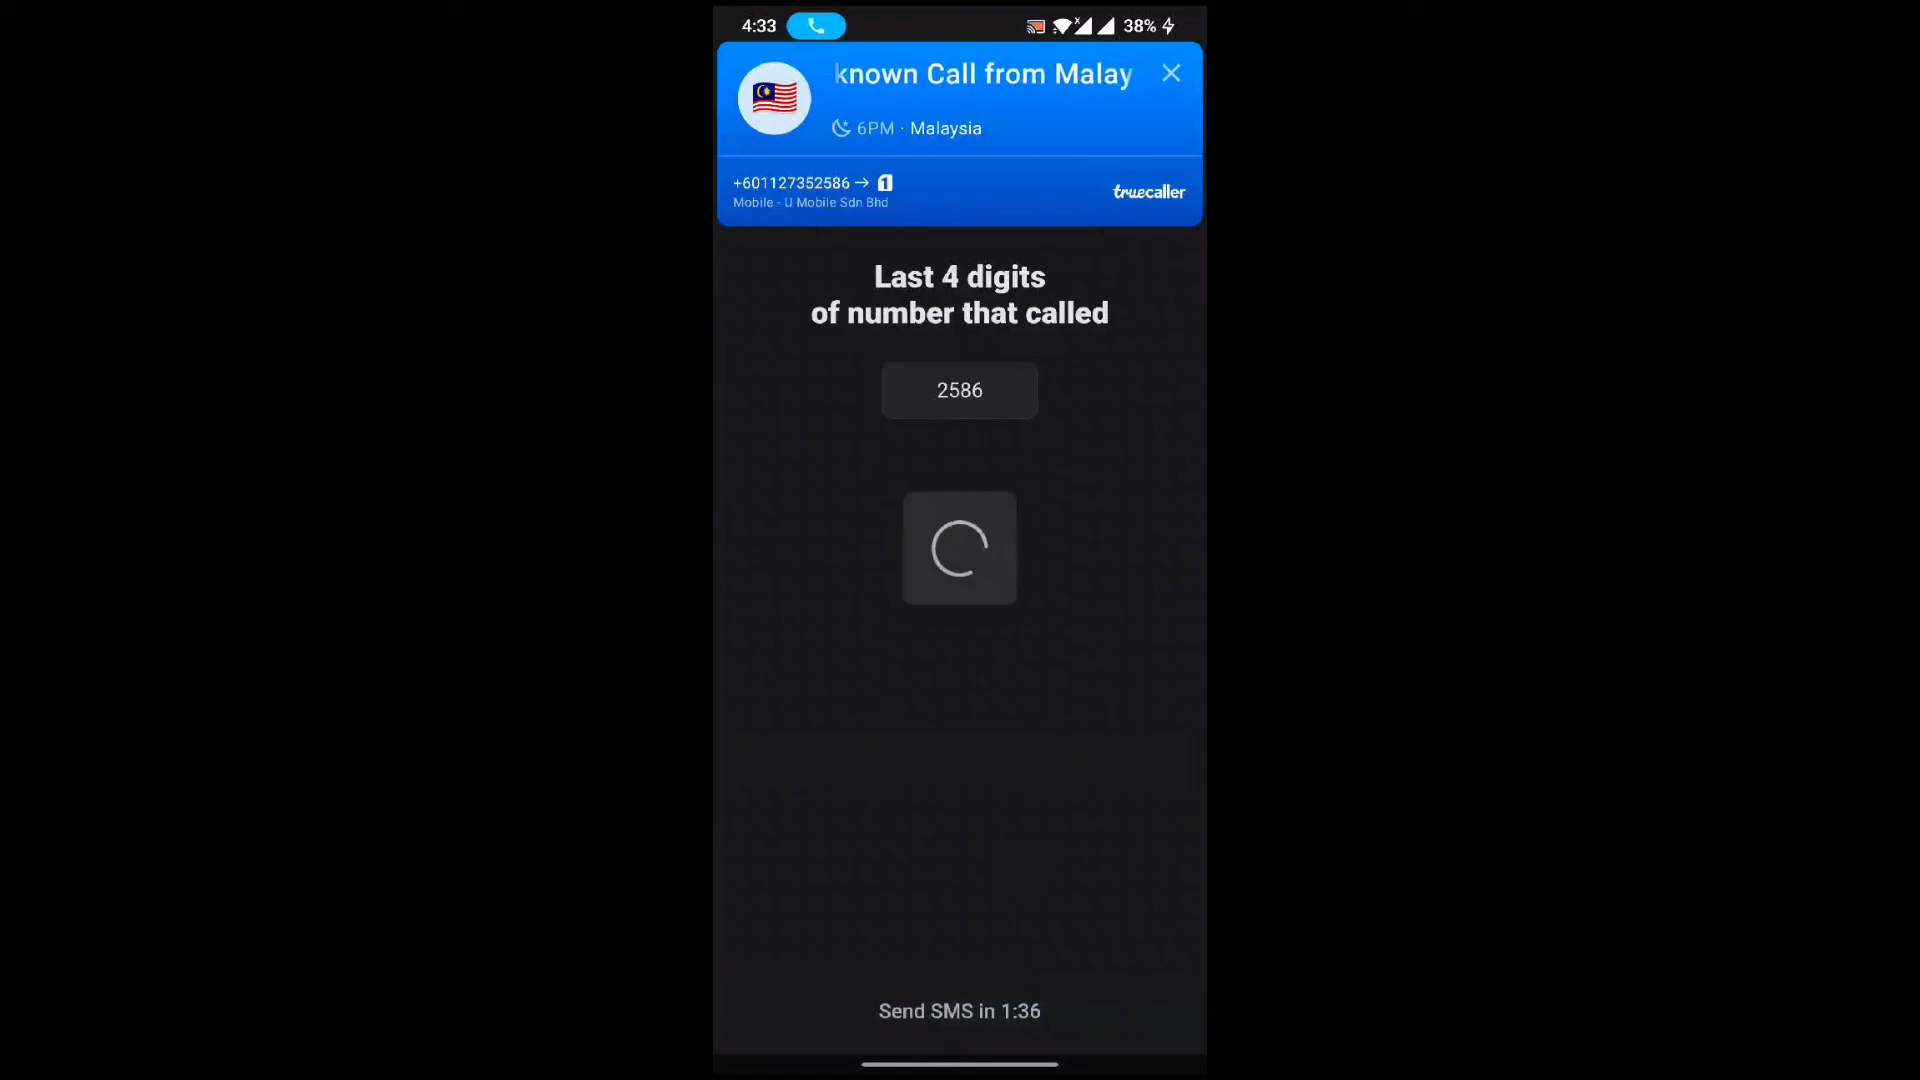 4:33
38%
known Call from Malay
6PM · Malaysia
+601127352586 → 1
Mobile - U Mobile Sdn Bhd
truecaller
Last 4 digits
of number that called
2586
Send SMS in 1:36